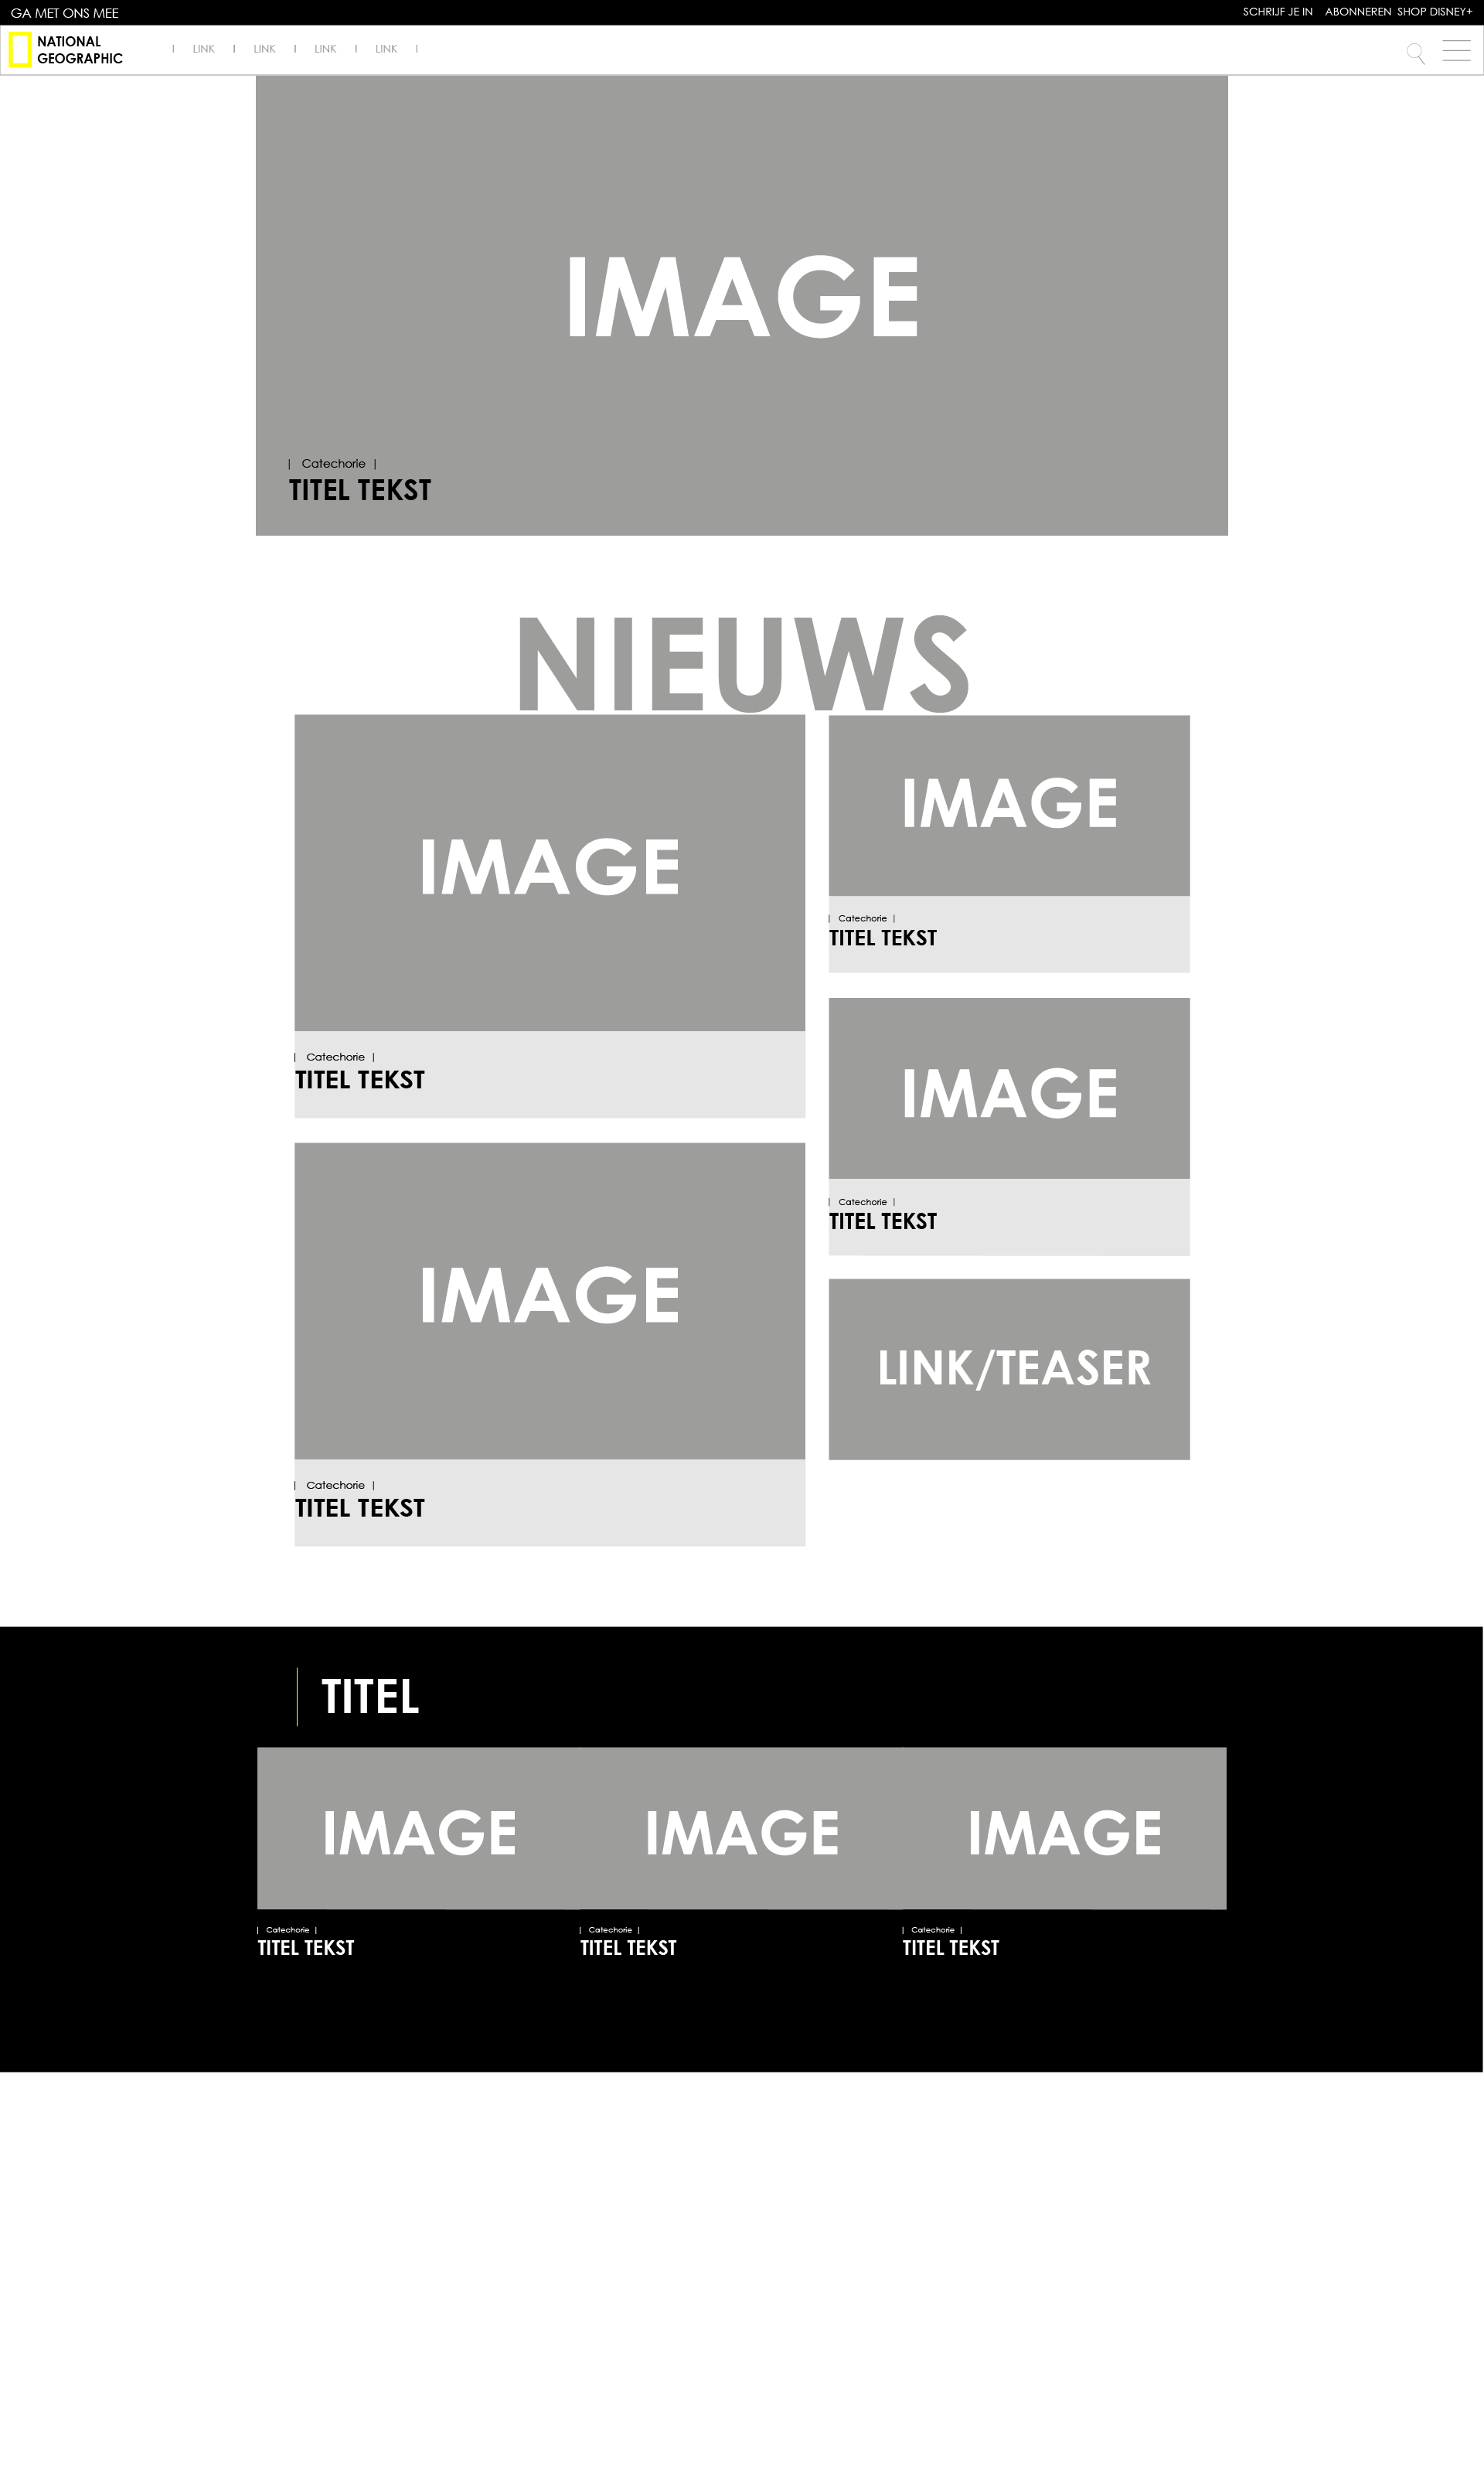 GA MET ONS MEE
SCHRIJF JE IN ABONNEREN SHOP DISNEY+
NATIONAL
GEOGRAPHIC
| LINK | LINK | LINK | LINK |
IMAGE
| Catechorie |
TITEL TEKST
NIEUWS
IMAGE
| Catechorie |
TITEL TEKST
IMAGE
| Catechorie |
TITEL TEKST
IMAGE
| Catechorie |
TITEL TEKST
IMAGE
| Catechorie |
TITEL TEKST
LINK/TEASER
TITEL
IMAGE IMAGE IMAGE
| Catechorie | | Catechorie | | Catechorie |
TITEL TEKST TITEL TEKST TITEL TEKST